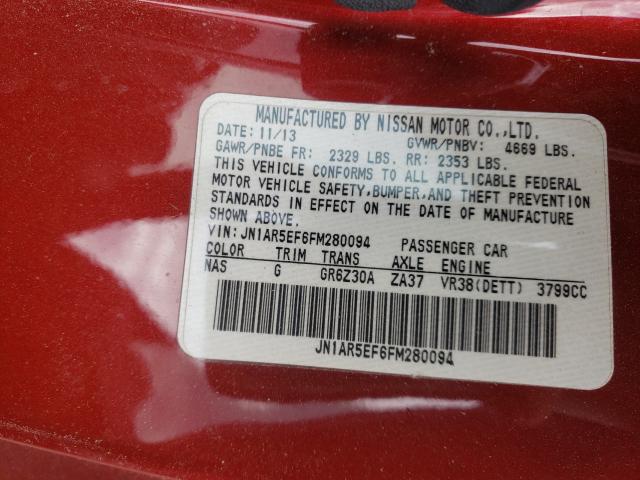 MANUFACTURED BY NISSAN MOTOR CO.,LTD.
DATE: 11/13 GVWR/PNBV: 4669 LBS.
GAWR/PNBE FR: 2329 LBS. RR: 2353 LBS.
THIS VEHICLE CONFORMS TO ALL APPLICABLE FEDERAL
MOTOR VEHICLE SAFETY,BUMPER,AND THEFT PREVENTION
STANDARDS IN EFFECT ON THE DATE OF MANUFACTURE
SHOWN ABOVE.
VIN:JN1AR5EF6FM280094 PASSENGER CAR
COLOR TRIM TRANS AXLE ENGINE
NAS G GR6Z30A ZA37 VR38(DETT) 3799CC
JN1AR5EF6FM280094